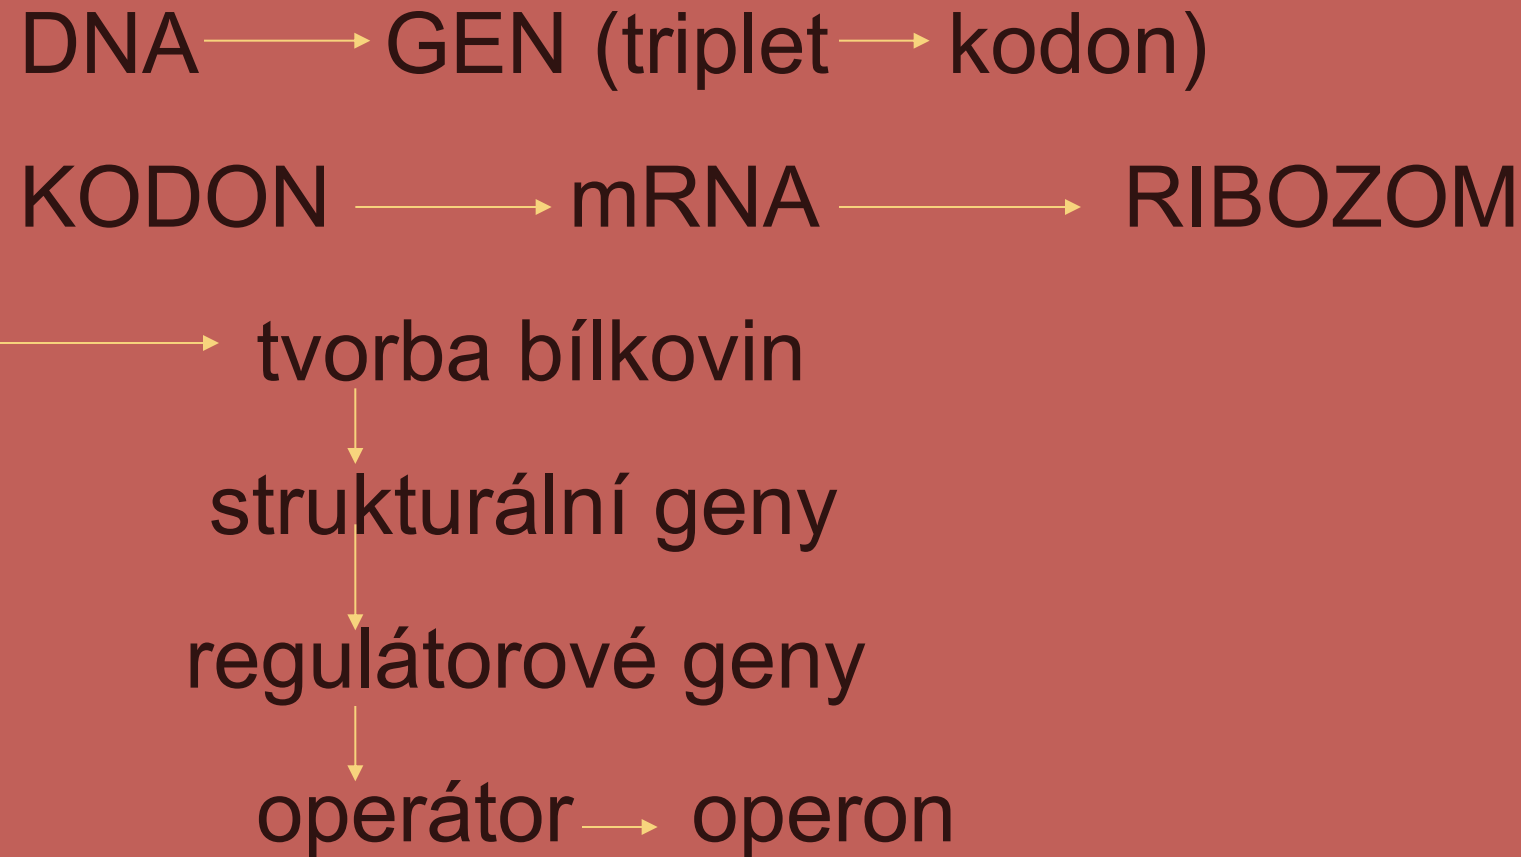 DNA → GEN (triplet → kodon)
KODON → mRNA → RIBOZOM
→ tvorba bílkovin
strukturální geny
regulátorové geny
operátor → operon